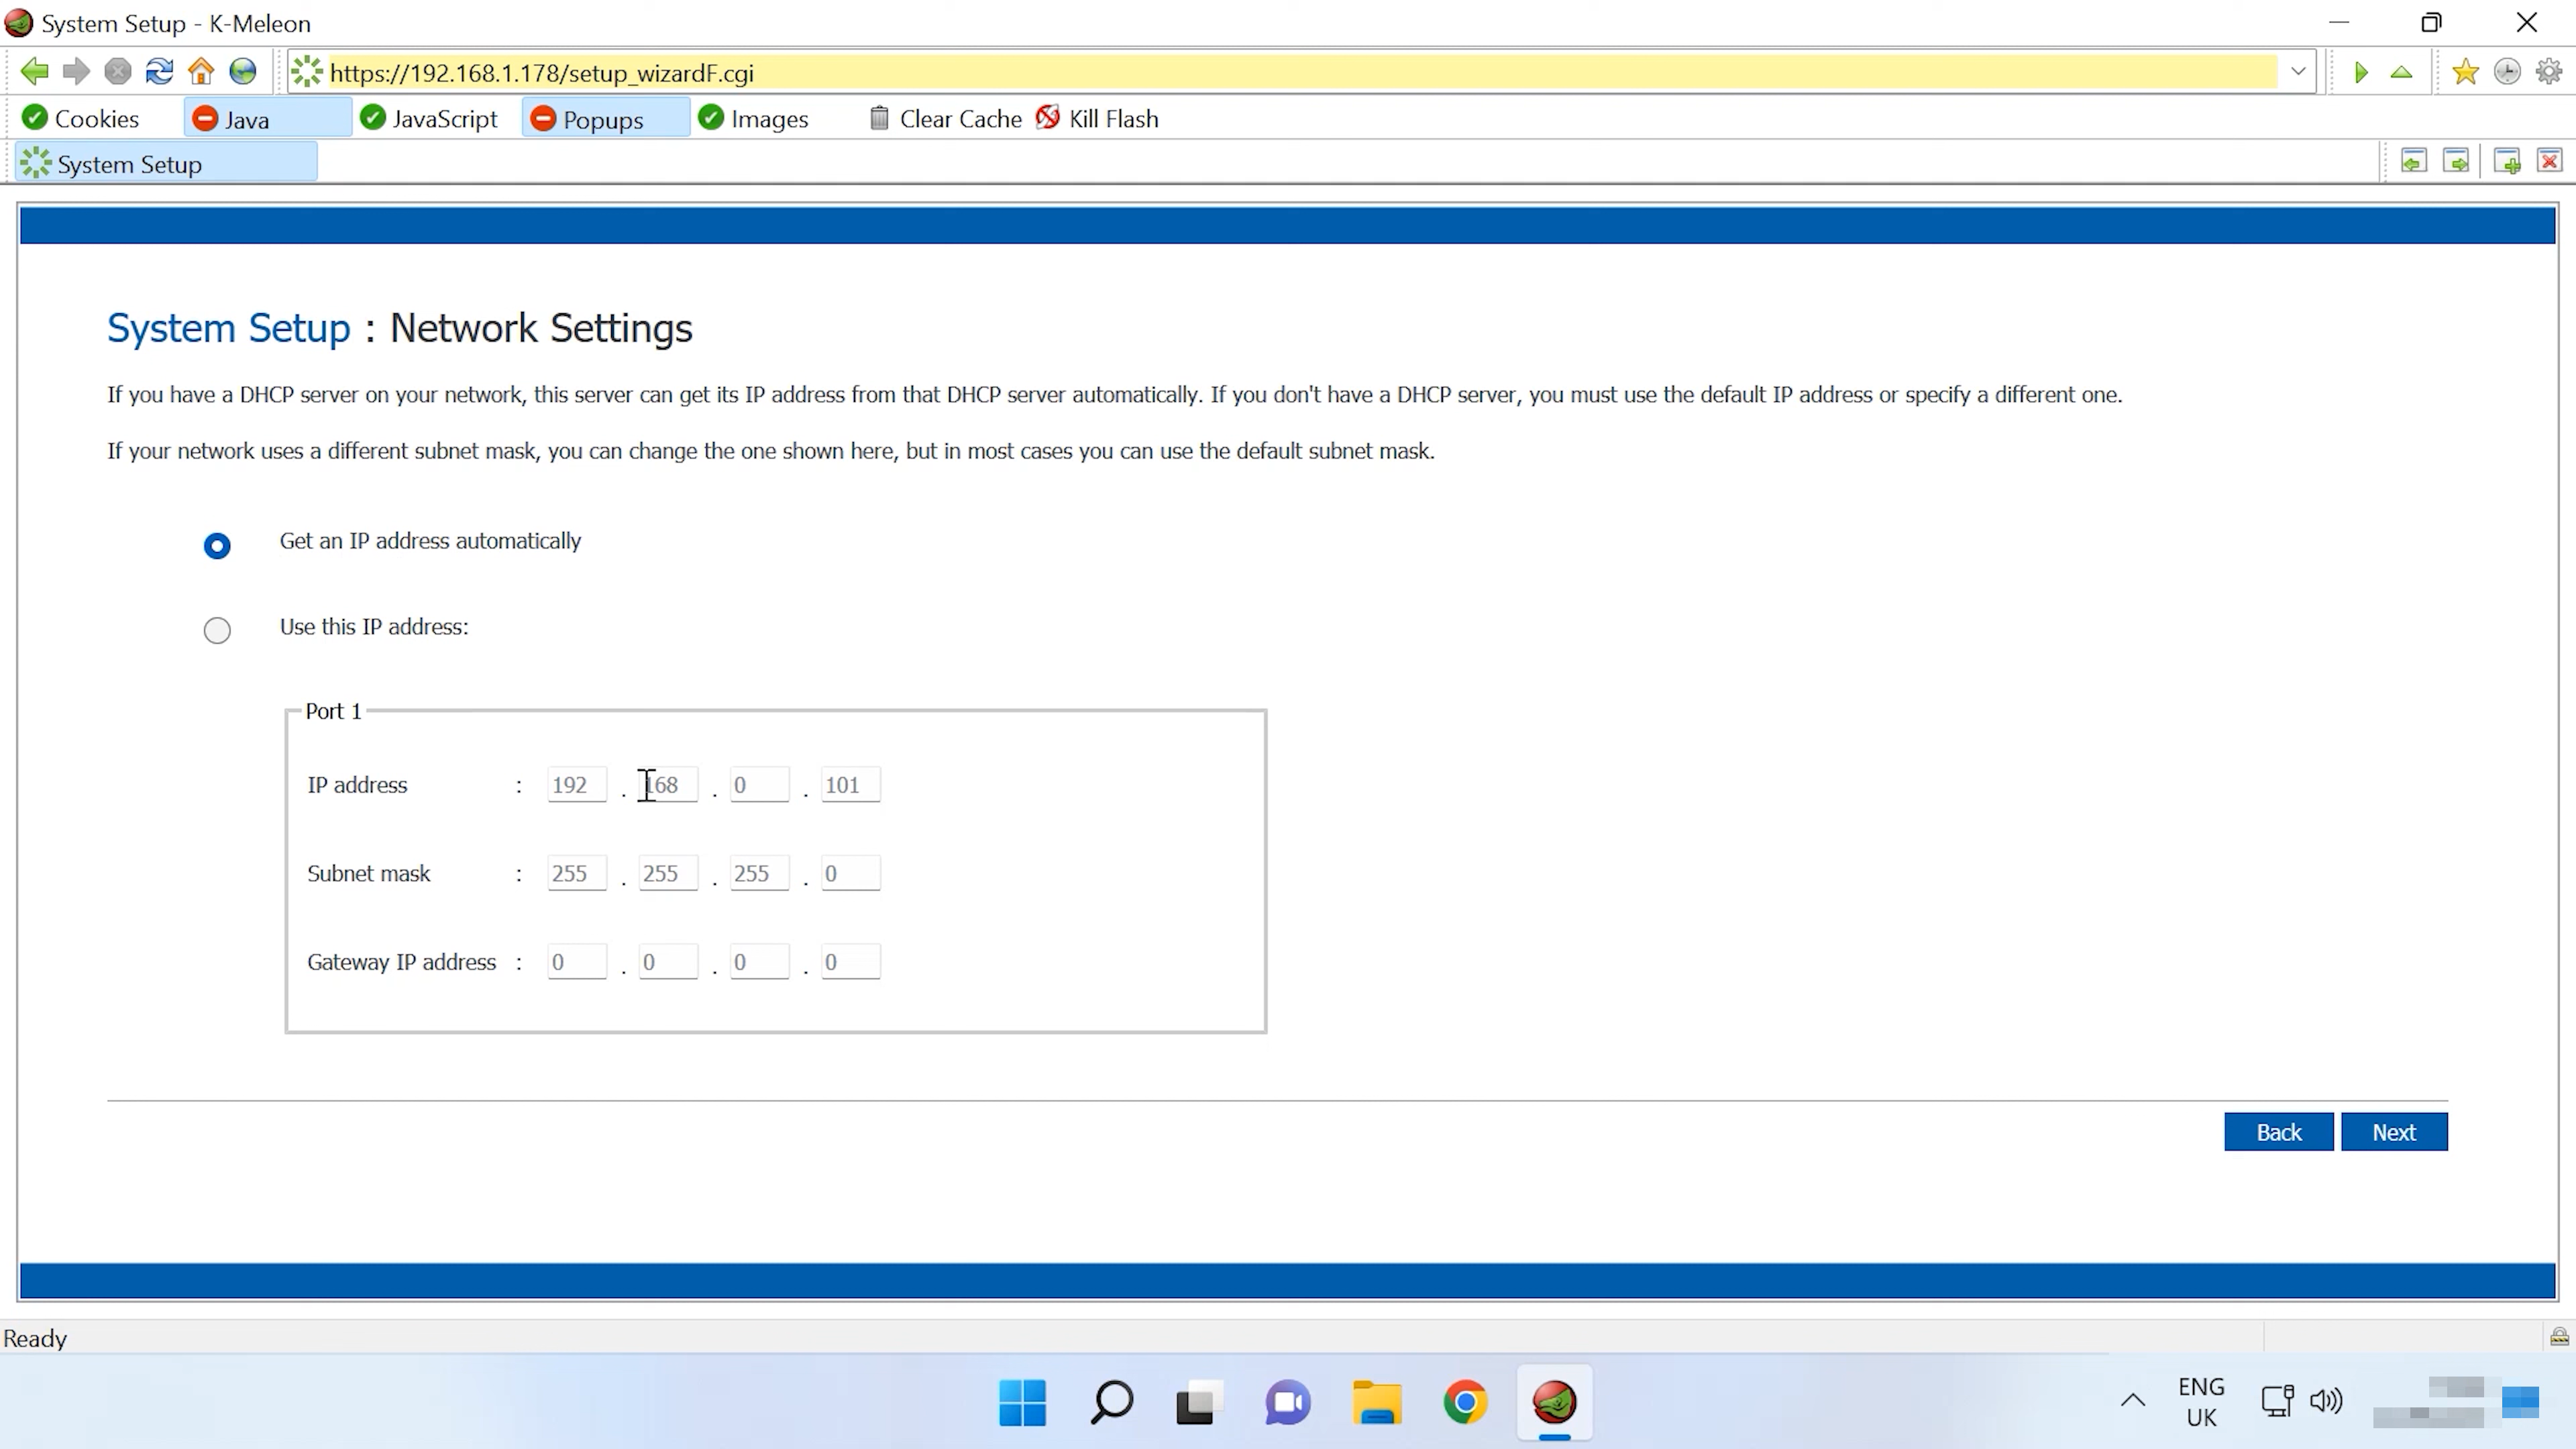 System Setup - K-Meleon
https://192.168.1.178/setup_wizardF.cgi
Cookies Java JavaScript Popups Images Clear Cache Kill Flash
System Setup
System Setup : Network Settings
If you have a DHCP server on your network, this server can get its IP address from that DHCP server automatically. If you don't have a DHCP server, you must use the default IP address or specify a different one.
If your network uses a different subnet mask, you can change the one shown here, but in most cases you can use the default subnet mask.
Get an IP address automatically
Use this IP address:
Port 1
IP address : 192 . 168 . 0 . 101
Subnet mask : 255 . 255 . 255 . 0
Gateway IP address : 0 . 0 . 0 . 0
Back Next
Ready
ENG
UK